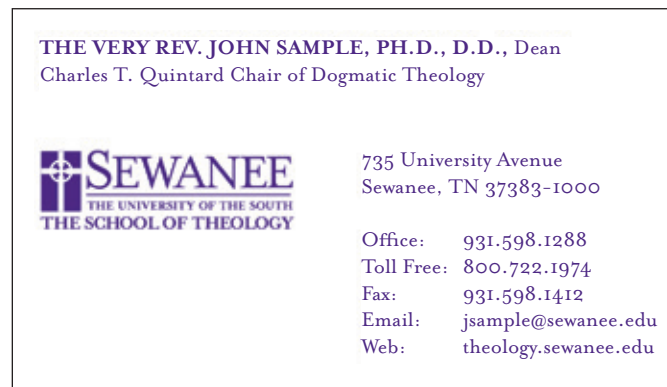 THE VERY REV. JOHN SAMPLE, PH.D., D.D., Dean
Charles T. Quintard Chair of Dogmatic Theology
SEWANEE
THE UNIVERSITY OF THE SOUTH
THE SCHOOL OF THEOLOGY
735 University Avenue
Sewanee, TN 37383-1000
Office: 931.598.1288
Toll Free: 800.722.1974
Fax: 931.598.1412
Email: jsample@sewanee.edu
Web: theology.sewanee.edu